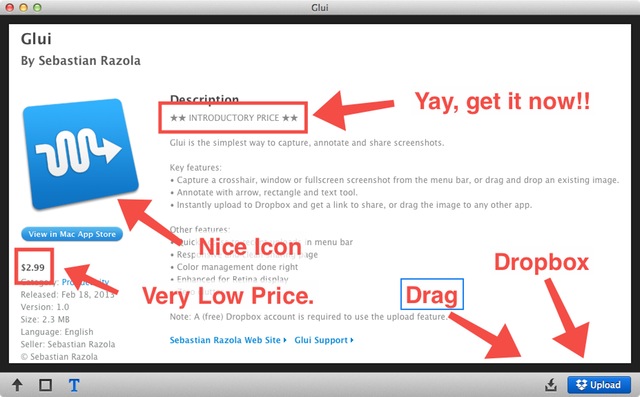 Glui
Glui
By Sebastian Razola
Description
★★ INTRODUCTORY PRICE ★★
Yay, get it now!!
Glui is the simplest way to capture, annotate and share screenshots.
Key features:
• Capture a crosshair, window or fullscreen screenshot from the menu bar, or drag and drop an existing image.
• Annotate with arrow, rectangle and text tool.
• Instantly upload to Dropbox and get a link to share, or drag the image to any other app.
View in Mac App Store
Other features:
Nice Icon
n menu bar
page
• Color management done right
• Enhanced for Retina display
$2.99
Category: Productivity
Very Low Price.
Released: Feb 18, 2013
Version: 1.0
Size: 2.3 MB
Language: English
Seller: Sebastian Razola
© Sebastian Razola
Drag
Dropbox
Note: A (free) Dropbox account is required to use the upload feature.
Sebastian Razola Web Site
Glui Support
T
Upload